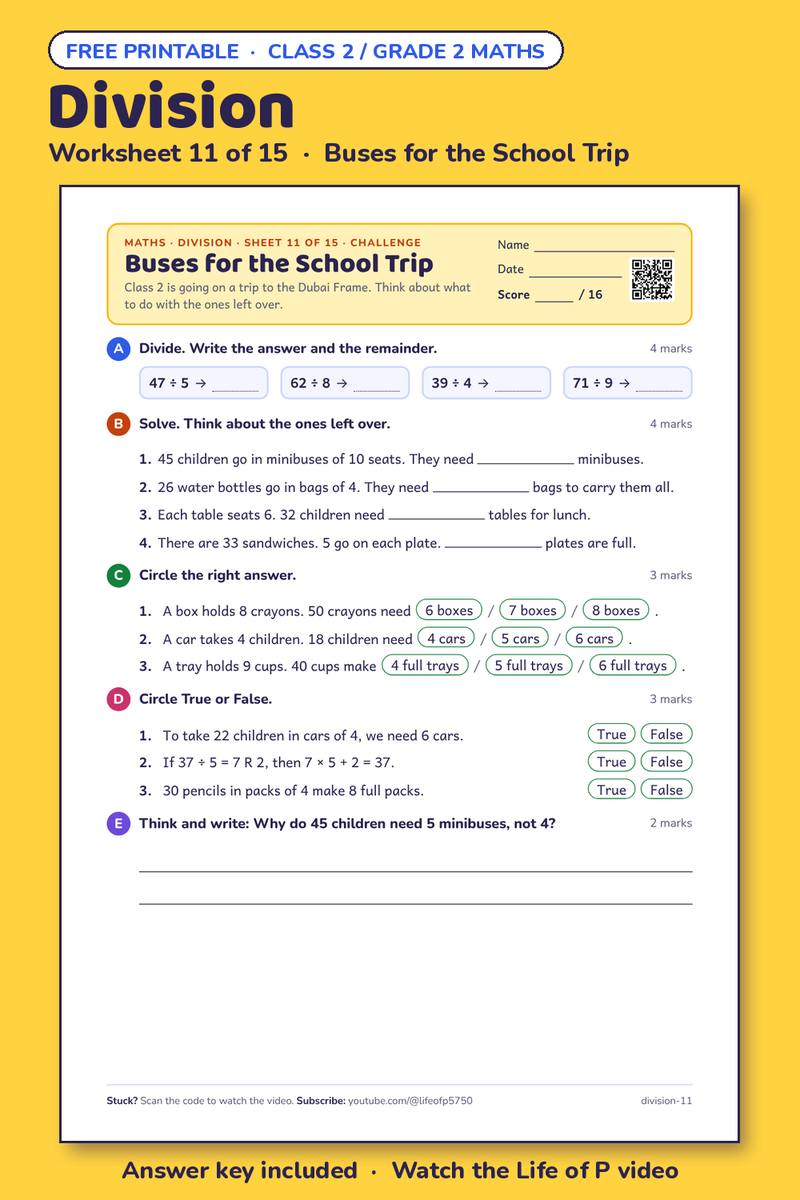 FREE PRINTABLE · CLASS 2 / GRADE 2 MATHS
Division
Worksheet 11 of 15 · Buses for the School Trip
MATHS · DIVISION · SHEET 11 OF 15 · CHALLENGE
Buses for the School Trip
Class 2 is going on a trip to the Dubai Frame. Think about what
to do with the ones left over.
Name
Date
Score ______ / 16
A Divide. Write the answer and the remainder. 4 marks
47 ÷ 5 → ______ 62 ÷ 8 → ______ 39 ÷ 4 → ______ 71 ÷ 9 → ______
B Solve. Think about the ones left over. 4 marks
1. 45 children go in minibuses of 10 seats. They need ____________ minibuses.
2. 26 water bottles go in bags of 4. They need ____________ bags to carry them all.
3. Each table seats 6. 32 children need ____________ tables for lunch.
4. There are 33 sandwiches. 5 go on each plate. ____________ plates are full.
C Circle the right answer. 3 marks
1. A box holds 8 crayons. 50 crayons need 6 boxes / 7 boxes / 8 boxes .
2. A car takes 4 children. 18 children need 4 cars / 5 cars / 6 cars .
3. A tray holds 9 cups. 40 cups make 4 full trays / 5 full trays / 6 full trays .
D Circle True or False. 3 marks
1. To take 22 children in cars of 4, we need 6 cars. True False
2. If 37 ÷ 5 = 7 R 2, then 7 × 5 + 2 = 37. True False
3. 30 pencils in packs of 4 make 8 full packs. True False
E Think and write: Why do 45 children need 5 minibuses, not 4? 2 marks
Stuck? Scan the code to watch the video. Subscribe: youtube.com/@lifeofp5750 division-11
Answer key included · Watch the Life of P video